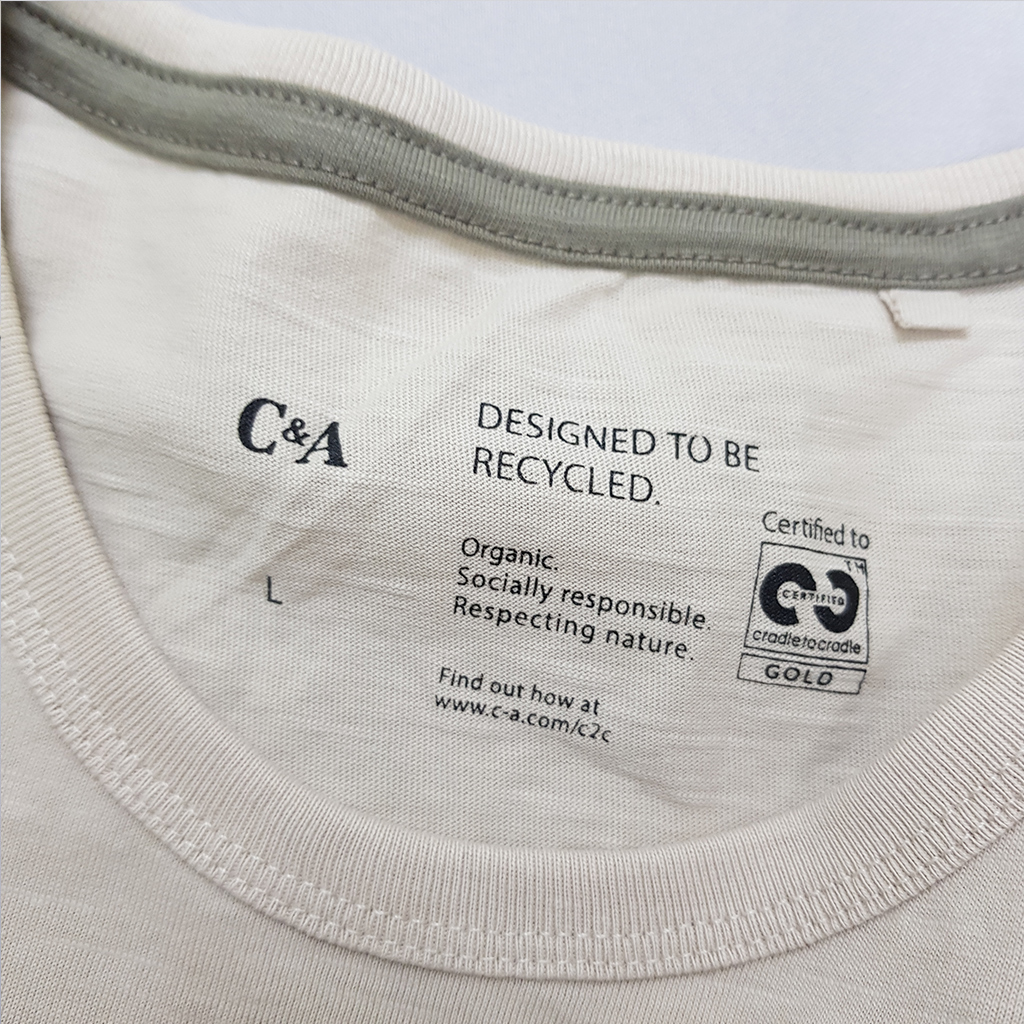 C&A
L
DESIGNED TO BE
RECYCLED.
Organic.
Socially responsible.
Respecting nature.
Find out how at
www.c-a.com/c2c
Certified to
TM
CERTIFIED
cradletocradle
GOLD